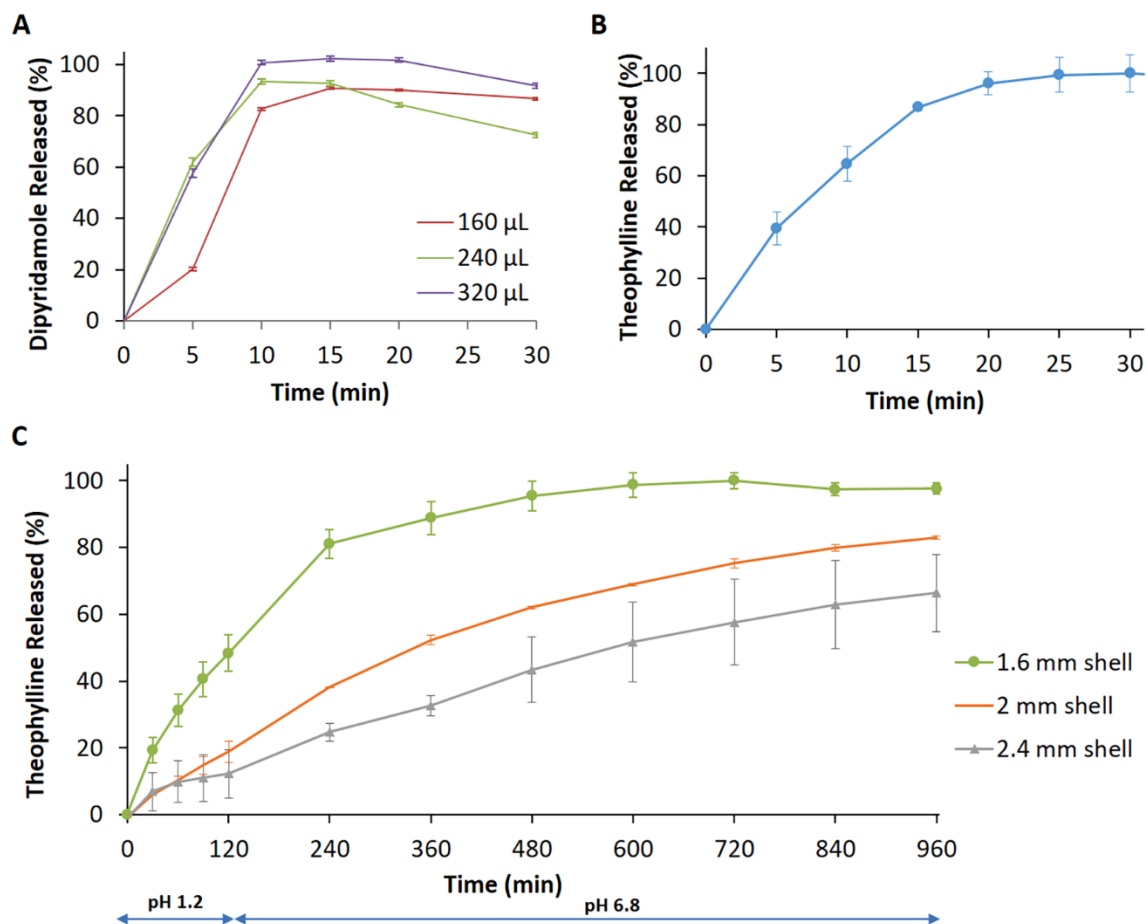 A
Dipyridamole Released (%)
100
80
60
40
20
0
0 5 10 15 20 30
Time (min)
160 µL
240 µL
320 µL
B
Theophylline Released (%)
100
80
60
40
20
0
0 5 10 15 20 25 30
Time (min)
C
Theophylline Released (%)
100
80
60
40
20
0
0 120 240 360 480 600 720 840 960
Time (min)
pH 1.2 pH 6.8
1.6 mm shell
2 mm shell
2.4 mm shell